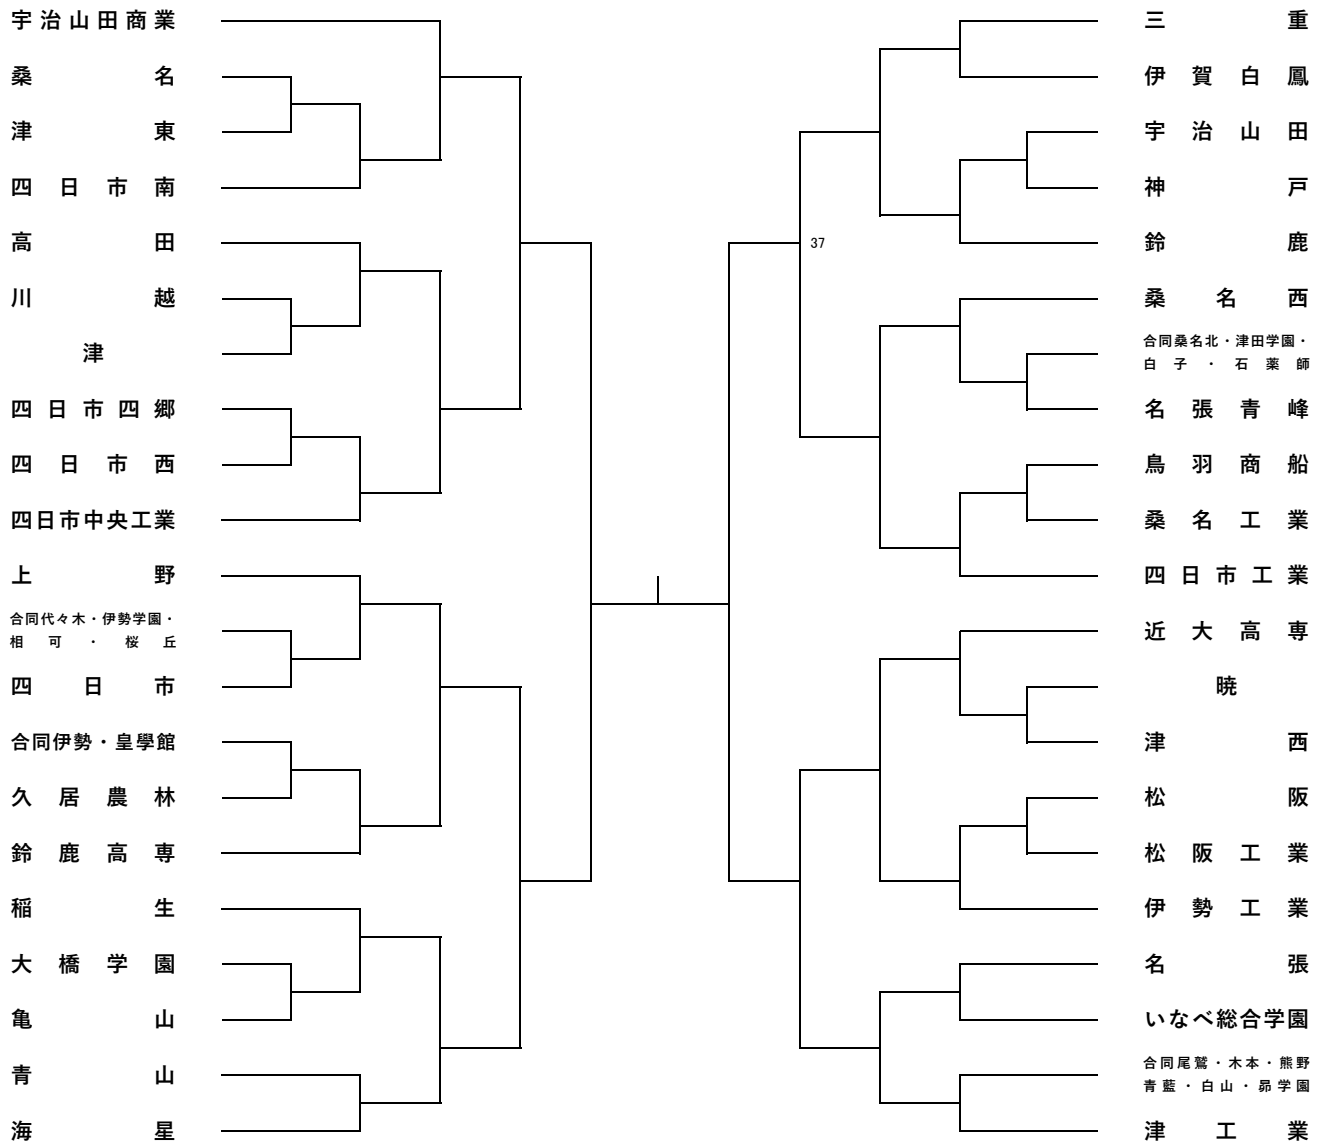 宇治山田商業
桑名
津東
四日市南
高田
川越
津
四日市四郷
四日市西
四日市中央工業
上野
合同代々木・伊勢学園・
相可・桜丘
四日市
合同伊勢・皇學館
久居農林
鈴鹿高専
稲生
大橋学園
亀山
青山
海星
37
三重
伊賀白鳳
宇治山田
神戸
鈴鹿
桑名西
合同桑名北・津田学園・
白子・石薬師
名張青峰
鳥羽商船
桑名工業
四日市工業
近大高専
暁
津西
松阪
松阪工業
伊勢工業
名張
いなべ総合学園
合同尾鷲・木本・熊野
青藍・白山・昴学園
津工業